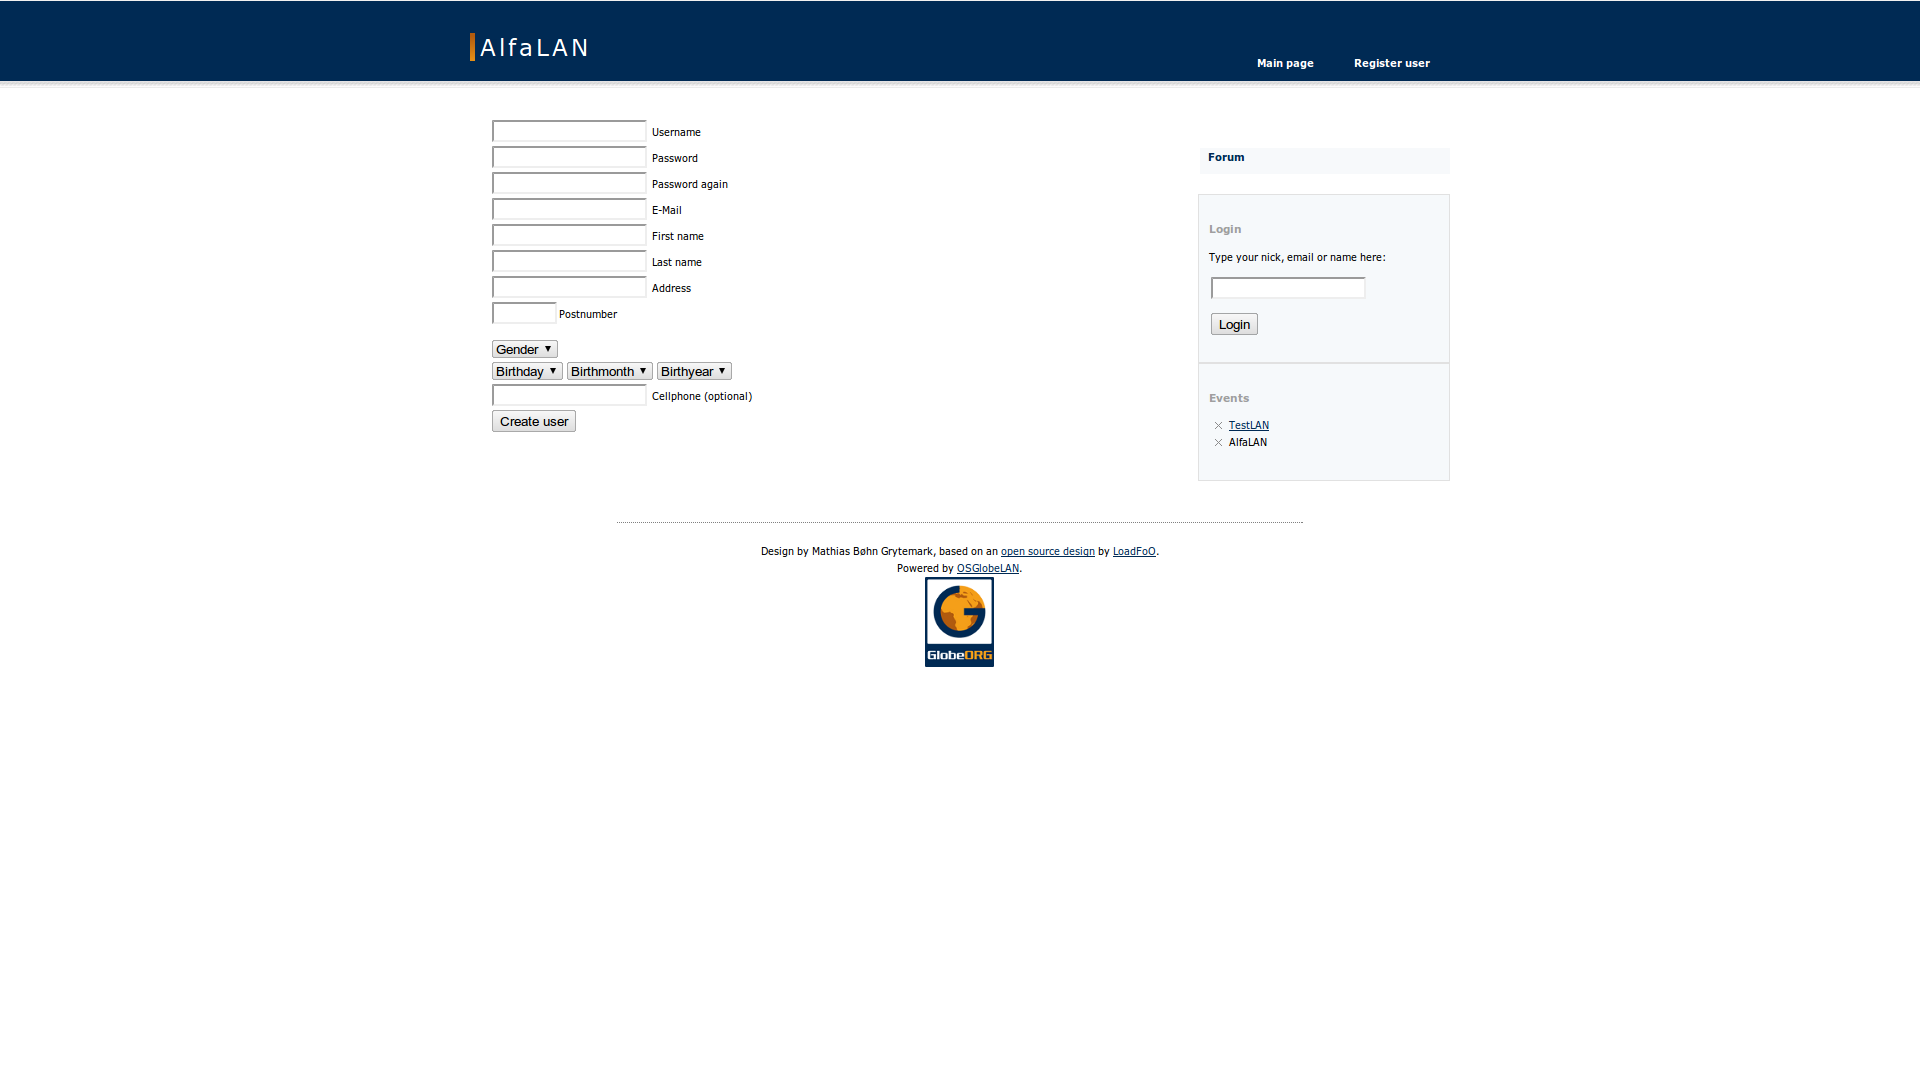 AlfaLAN
Main page
Register user
Username
Password
Password again
E-Mail
First name
Last name
Address
Postnumber
Gender
Birthday Birthmonth Birthyear
Cellphone (optional)
Create user
Forum
Login
Type your nick, email or name here:
Login
Events
TestLAN
AlfaLAN
Design by Mathias Bøhn Grytemark, based on an open source design by LoadFoO.
Powered by OSGlobeLAN.
GlobeORG